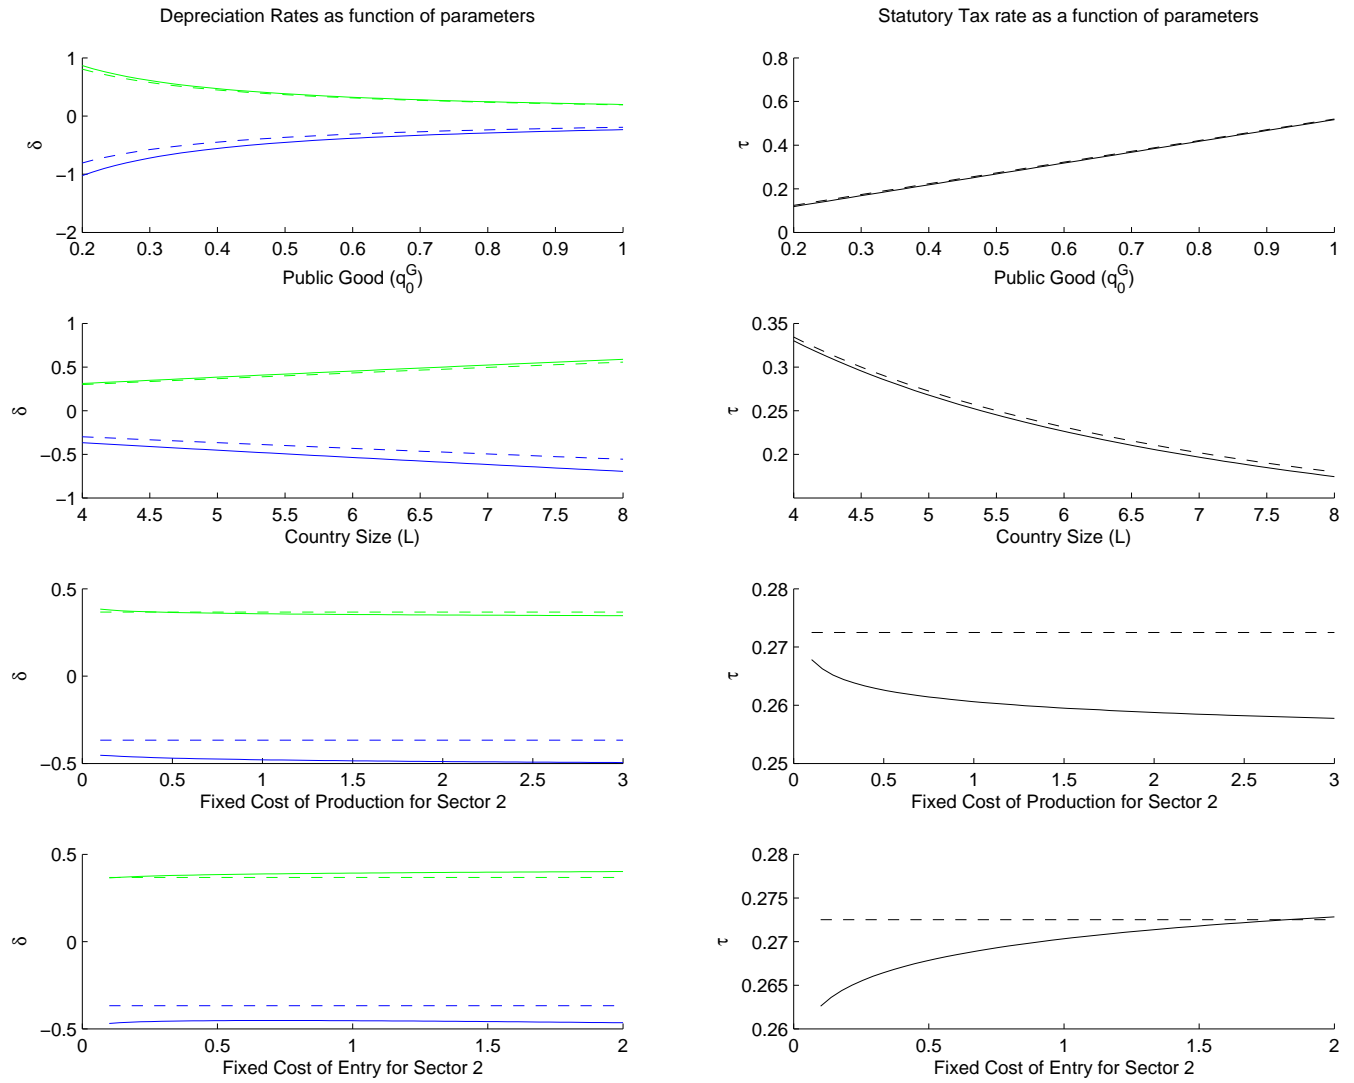 Depreciation Rates as function of parameters
Statutory Tax rate as a function of parameters
1
0
−1
−2
δ
0.2 0.3 0.4 0.5 0.6 0.7 0.8 0.9 1
Public Good (q_0^G)
0.8
0.6
0.4
0.2
0
τ
0.2 0.3 0.4 0.5 0.6 0.7 0.8 0.9 1
Public Good (q_0^G)
1
0.5
0
−0.5
−1
δ
4 4.5 5 5.5 6 6.5 7 7.5 8
Country Size (L)
0.35
0.3
0.25
0.2
τ
4 4.5 5 5.5 6 6.5 7 7.5 8
Country Size (L)
0.5
0
−0.5
δ
0 0.5 1 1.5 2 2.5 3
Fixed Cost of Production for Sector 2
0.28
0.27
0.26
0.25
τ
0 0.5 1 1.5 2 2.5 3
Fixed Cost of Production for Sector 2
0.5
0
−0.5
δ
0 0.5 1 1.5 2
Fixed Cost of Entry for Sector 2
0.28
0.275
0.27
0.265
0.26
τ
0 0.5 1 1.5 2
Fixed Cost of Entry for Sector 2